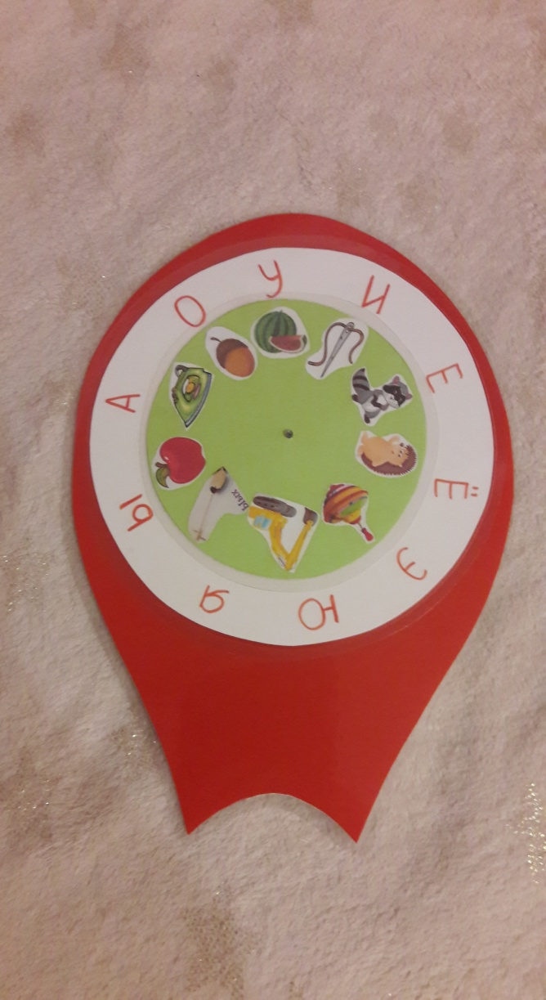 А О У И Е Ё Э Ю Я Ы